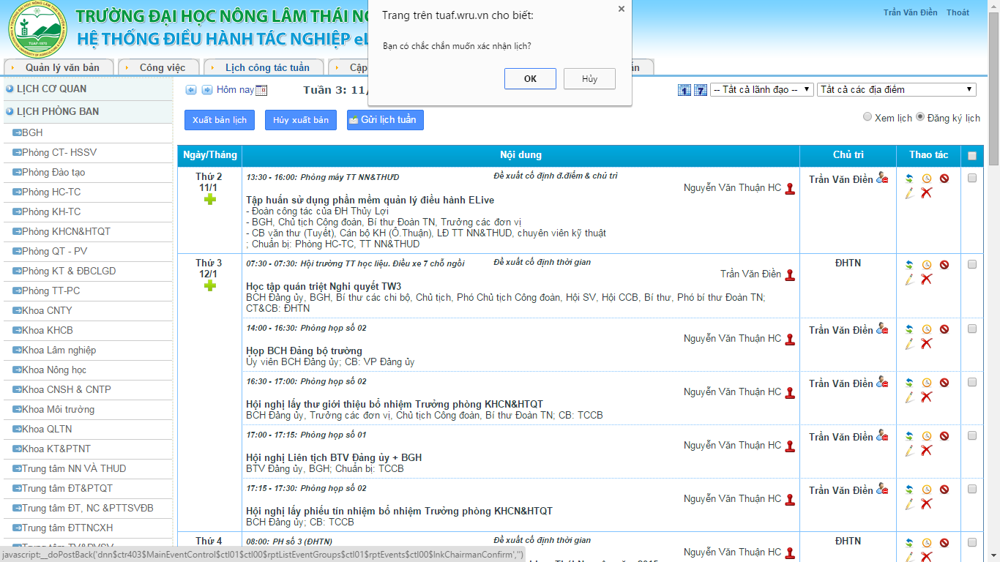 TRƯỜNG ĐẠI HỌC NÔNG LÂM THÁI NG
HỆ THỐNG ĐIỀU HÀNH TÁC NGHIỆP eL
TUAF-1970
Trang trên tuaf.wru.vn cho biết:
Bạn có chắc chắn muốn xác nhận lịch?
OK Hủy
Trần Văn Điền Thoát
Quản lý văn bản Công việc Lịch công tác tuần Cập
LỊCH CƠ QUAN
LỊCH PHÒNG BAN
BGH
Phòng CT- HSSV
Phòng Đào tạo
Phòng HC-TC
Phòng KH-TC
Phòng KHCN&HTQT
Phòng QT - PV
Phòng KT & ĐBCLGD
Phòng TT-PC
Khoa CNTY
Khoa KHCB
Khoa Lâm nghiệp
Khoa Nông học
Khoa CNSH & CNTP
Khoa Môi trường
Khoa QLTN
Khoa KT&PTNT
Trung tâm NN VÀ THUD
Trung tâm ĐT&PTQT
Trung tâm ĐT, NC &PTTSVĐB
Trung tâm ĐTTNCXH
Hôm nay Tuần 3: 11/ 1 7 -- Tất cả lãnh đạo -- Tất cả các địa điểm
Xuất bản lịch Hủy xuất bản Gửi lịch tuần Xem lịch Đăng ký lịch
Ngày/Tháng Nội dung Chủ trì Thao tác
Thứ 2
11/1
13:30 - 16:00: Phòng máy TT NN&THƯD Đề xuất cố định đ.điểm & chủ trì
Nguyễn Văn Thuận HC
Tập huấn sử dụng phần mềm quản lý điều hành ELive
- Đoàn công tác của ĐH Thủy Lợi
- BGH, Chủ tịch Công đoàn, Bí thư Đoàn TN, Trưởng các đơn vị
- CB văn thư (Tuyết), Cán bộ KH (Ô.Thuận), LĐ TT NN&THUD, chuyên viên kỹ thuật
; Chuẩn bị: Phòng HC-TC, TT NN&THUD
Trần Văn Điền
Thứ 3
12/1
07:30 - 07:30: Hội trường TT học liệu. Điều xe 7 chỗ ngồi Đề xuất cố định thời gian
Trần Văn Điền
Học tập quán triệt Nghị quyết TW3
BCH Đảng ủy, BGH, Bí thư các chi bộ, Chủ tịch, Phó Chủ tịch Công đoàn, Hội SV, Hội CCB, Bí thư, Phó bí thư Đoàn TN;
CT&CB: ĐHTN
ĐHTN
14:00 - 16:30: Phòng họp số 02
Nguyễn Văn Thuận HC
Họp BCH Đảng bộ trường
Ủy viên BCH Đảng ủy; CB: VP Đảng ủy
Trần Văn Điền
16:30 - 17:00: Phòng họp số 02
Nguyễn Văn Thuận HC
Hội nghị lấy thư giới thiệu bổ nhiệm Trưởng phòng KHCN&HTQT
BCH Đảng ủy, Trưởng các đơn vị, Chủ tịch Công đoàn, Bí thư Đoàn TN; CB: TCCB
Trần Văn Điền
17:00 - 17:15: Phòng họp số 01
Nguyễn Văn Thuận HC
Hội nghị Liên tịch BTV Đảng ủy + BGH
BTV Đảng ủy, BGH; Chuẩn bị: TCCB
Trần Văn Điền
17:15 - 17:30: Phòng họp số 02
Nguyễn Văn Thuận HC
Hội nghị lấy phiếu tín nhiệm bổ nhiệm Trưởng phòng KHCN&HTQT
BCH Đảng ủy; CB: TCCB
Trần Văn Điền
Thứ 4
08:00: PH số 3 (ĐHTN) Đề xuất cố định thời gian
Nguyễn Văn Thuận HC
ĐHTN
javascript:__doPostBack('dnn$ctr403$MainEventControl$ctl01$ctl00$rptListEventGroups$ctl01$rptEvents$ctl00$lnkChairmanConfirm','')